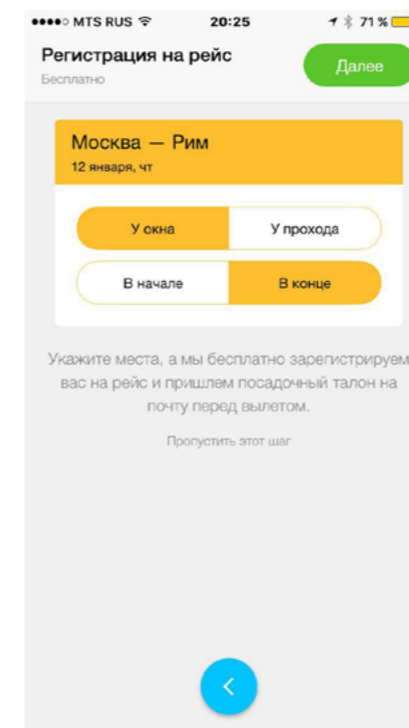 MTS RUS 20:25 71 %
Регистрация на рейс
Бесплатно
Далее
Москва — Рим
12 января, чт
У окна У прохода
В начале В конце
Укажите места, а мы бесплатно зарегистрируем
вас на рейс и пришлем посадочный талон на
почту перед вылетом.
Пропустить этот шаг